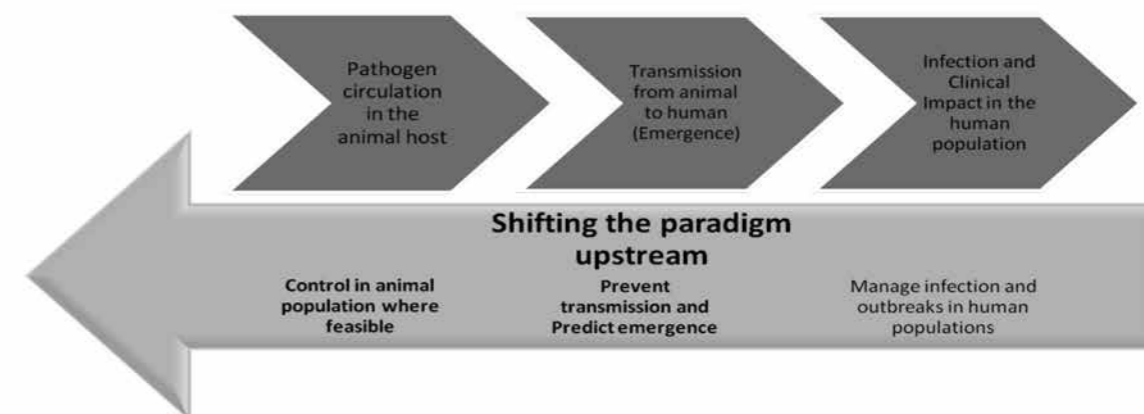 Pathogen
circulation
in the
animal host
Transmission
from animal
to human
(Emergence)
Infection and
Clinical
Impact in the
human
population
Shifting the paradigm
upstream
Control in animal
population where
feasible
Prevent
transmission and
Predict emergence
Manage infection and
outbreaks in human
populations